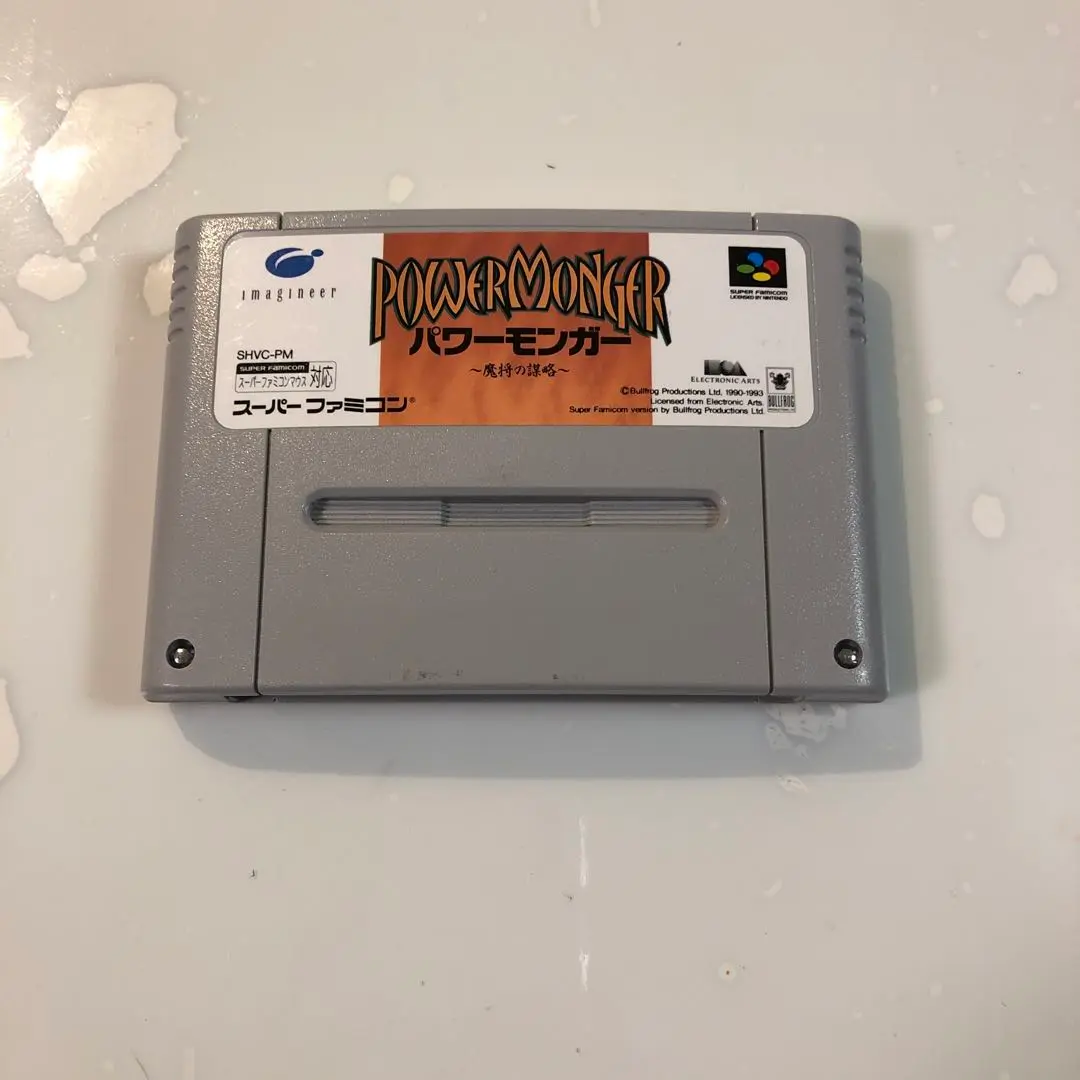 imagineer
POWERMONGER
パワーモンガー
～魔将の謀略～
SUPER FAMICOM
LICENSED BY NINTENDO
SHVC-PM
SUPER FAMICOM
スーパーファミコンマウス 対応
スーパーファミコン®
ELECTRONIC ARTS
©Bullfrog Productions Ltd, 1990-1993
Licensed from Electronic Arts.
Super Famicom version by Bullfrog Productions Ltd.
BULLFROG